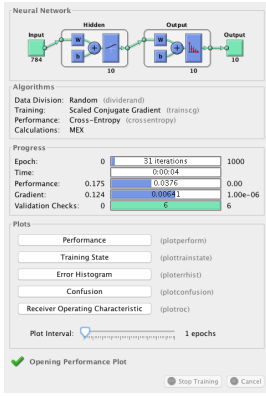 Neural Network
Hidden Output
Input Output
W W
b b
784 10
10 10
Algorithms
Data Division: Random (dividerand)
Training: Scaled Conjugate Gradient (trainscg)
Performance: Cross-Entropy (crossentropy)
Calculations: MEX
Progress
Epoch: 0 31 iterations 1000
Time: 0:00:04
Performance: 0.175 0.0376 0.00
Gradient: 0.124 0.00641 1.00e-06
Validation Checks: 0 6 6
Plots
Performance (plotperform)
Training State (plottrainstate)
Error Histogram (ploterrhist)
Confusion (plotconfusion)
Receiver Operating Characteristic (plotroc)
Plot Interval: 1 epochs
Opening Performance Plot
Stop Training Cancel